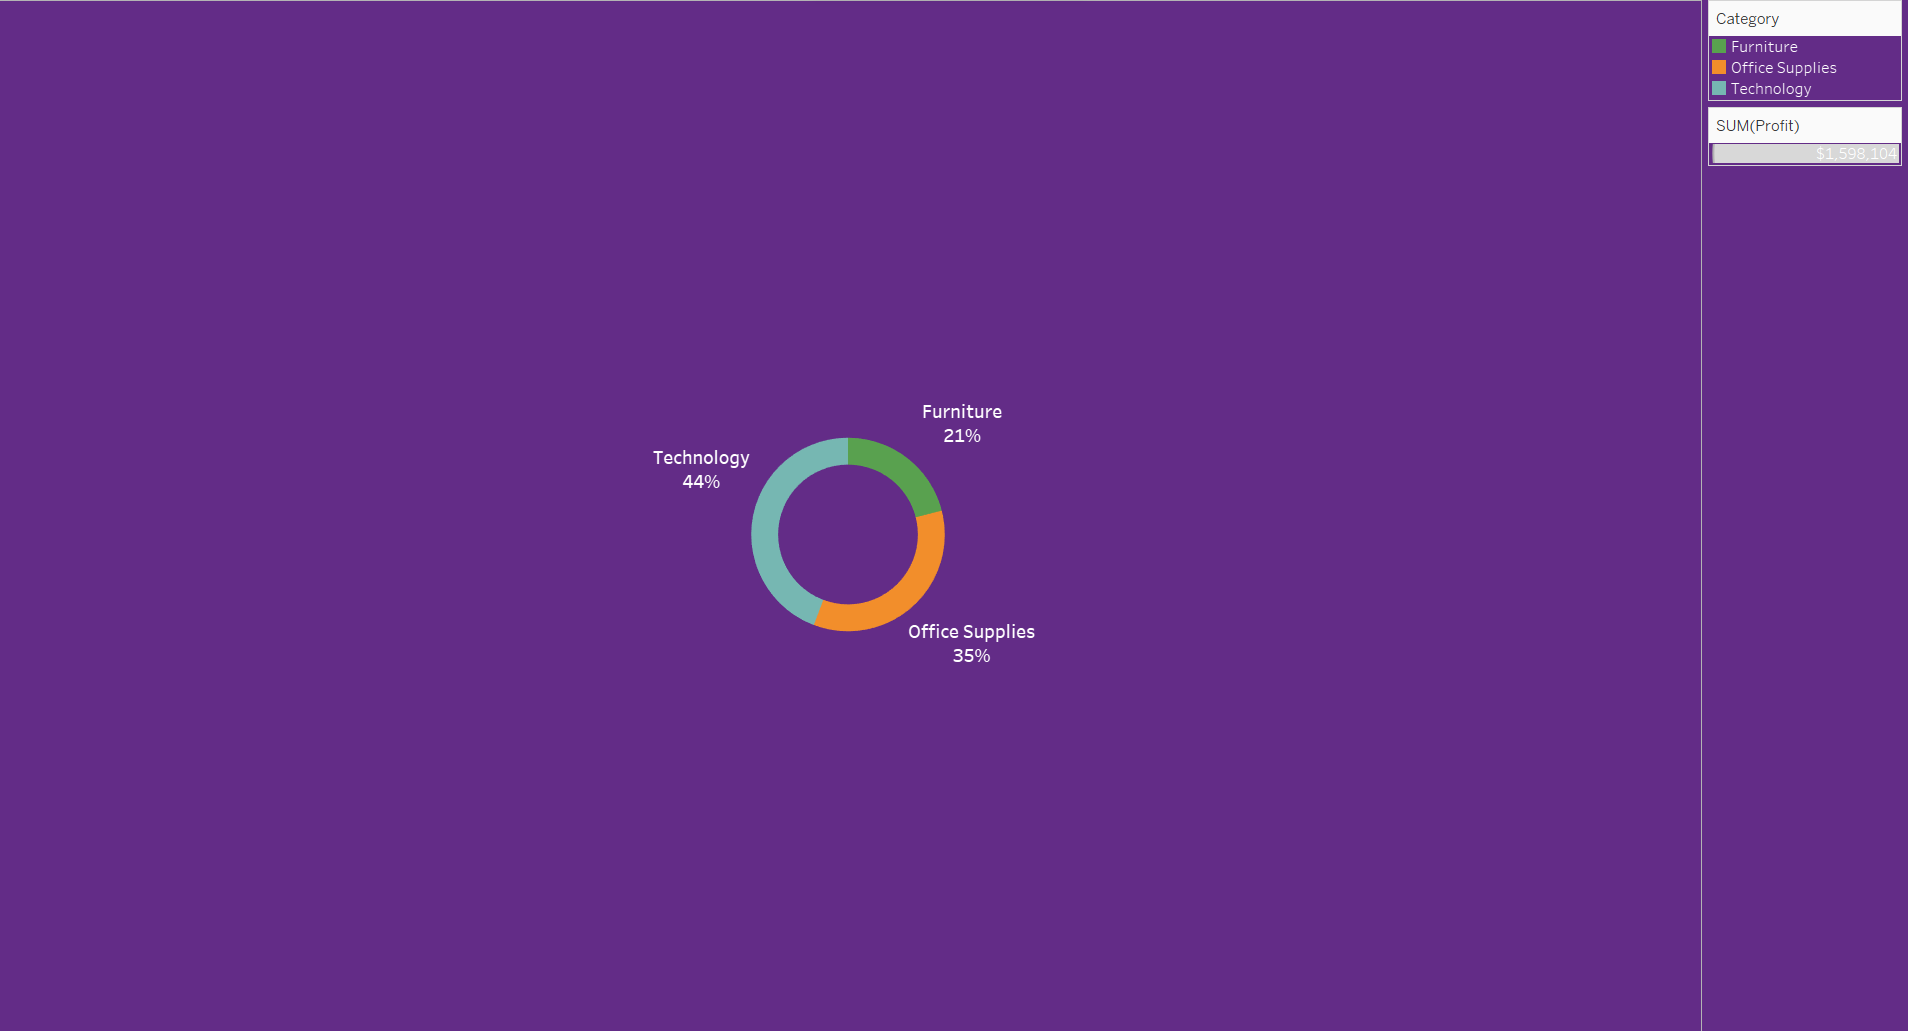 Category
Furniture
Office Supplies
Technology
SUM(Profit)
$1,598,104
Furniture
21%
Technology
44%
Office Supplies
35%